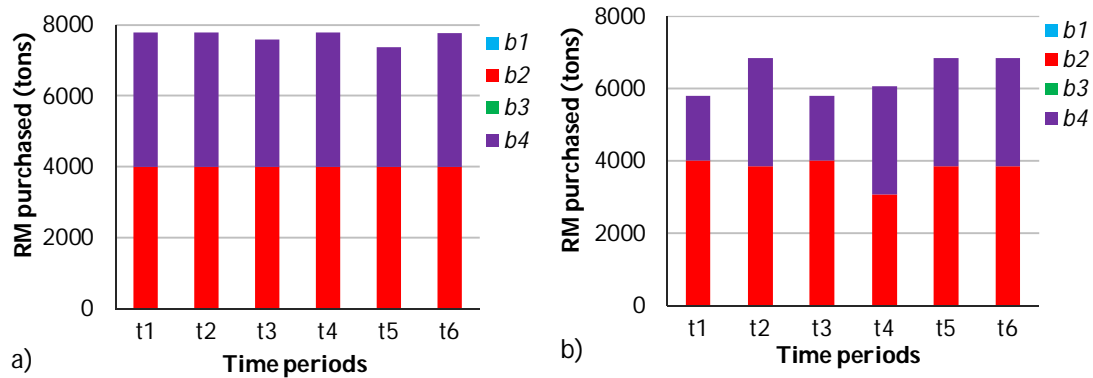 RM purchased (tons)
8000
6000
4000
2000
0
t1 t2 t3 t4 t5 t6
Time periods
b1
b2
b3
b4
a)
RM purchased (tons)
8000
6000
4000
2000
0
t1 t2 t3 t4 t5 t6
Time periods
b1
b2
b3
b4
b)